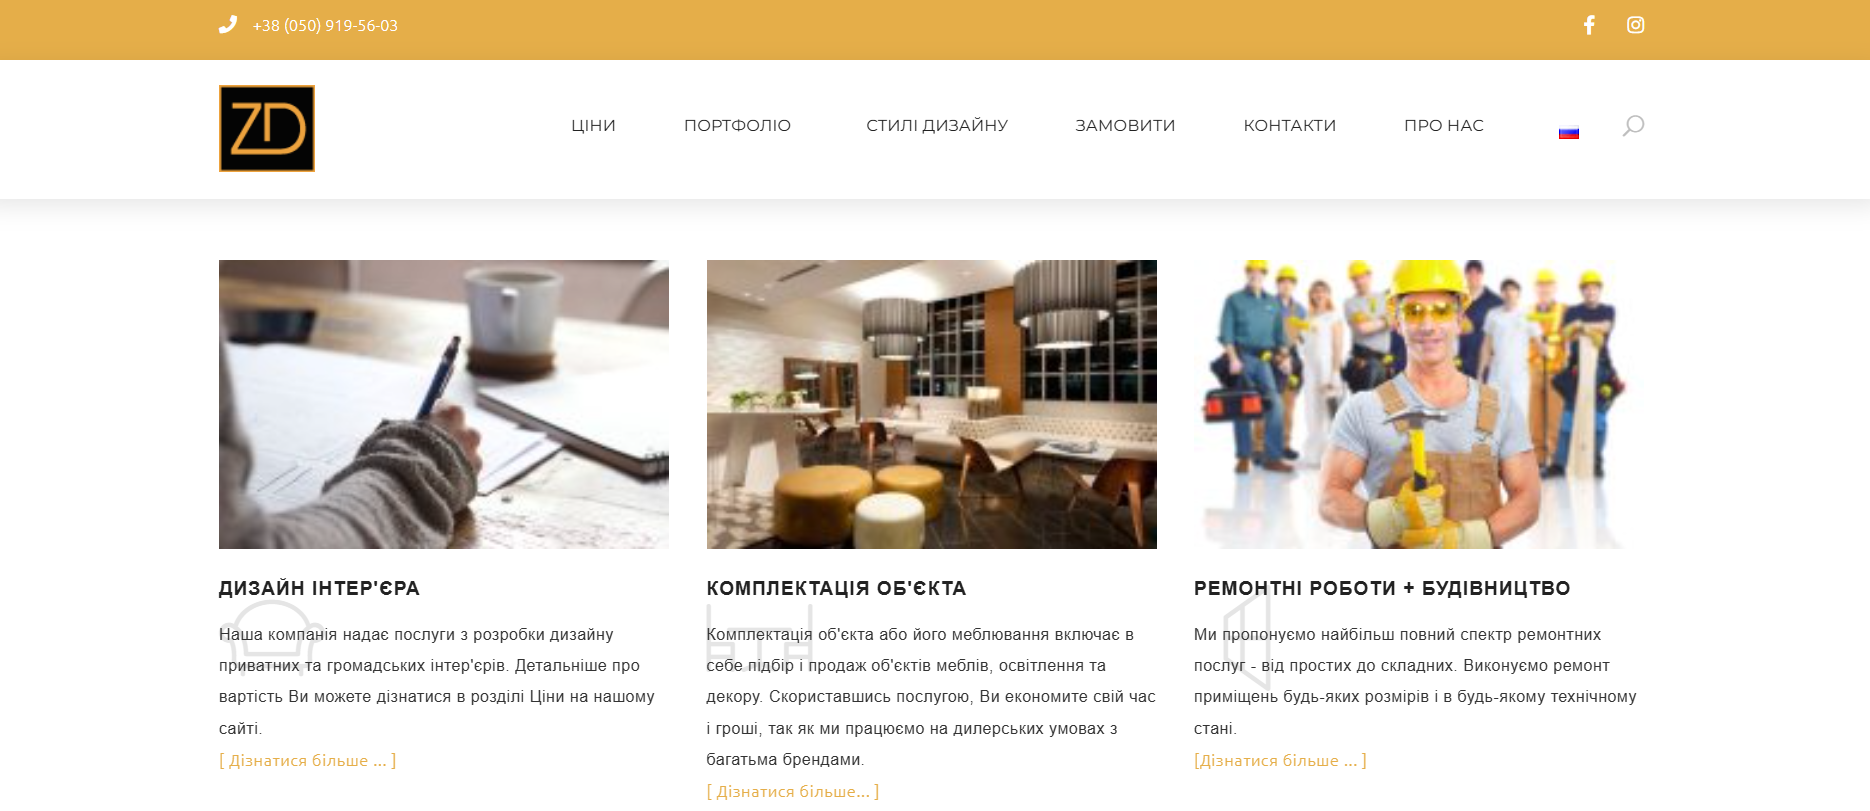 +38 (050) 919-56-03
ZD
ЦІНИ ПОРТФОЛІО СТИЛІ ДИЗАЙНУ ЗАМОВИТИ КОНТАКТИ ПРО НАС
ДИЗАЙН ІНТЕР'ЄРА
Наша компанія надає послуги з розробки дизайну
приватних та громадських інтер'єрів. Детальніше про
вартість Ви можете дізнатися в розділі Ціни на нашому
сайті.
[ Дізнатися більше ... ]
КОМПЛЕКТАЦІЯ ОБ'ЄКТА
Комплектація об'єкта або його меблювання включає в
себе підбір і продаж об'єктів меблів, освітлення та
декору. Скориставшись послугою, Ви економите свій час
і гроші, так як ми працюємо на дилерських умовах з
багатьма брендами.
[ Дізнатися більше... ]
РЕМОНТНІ РОБОТИ + БУДІВНИЦТВО
Ми пропонуємо найбільш повний спектр ремонтних
послуг - від простих до складних. Виконуємо ремонт
приміщень будь-яких розмірів і в будь-якому технічному
стані.
[Дізнатися більше ... ]